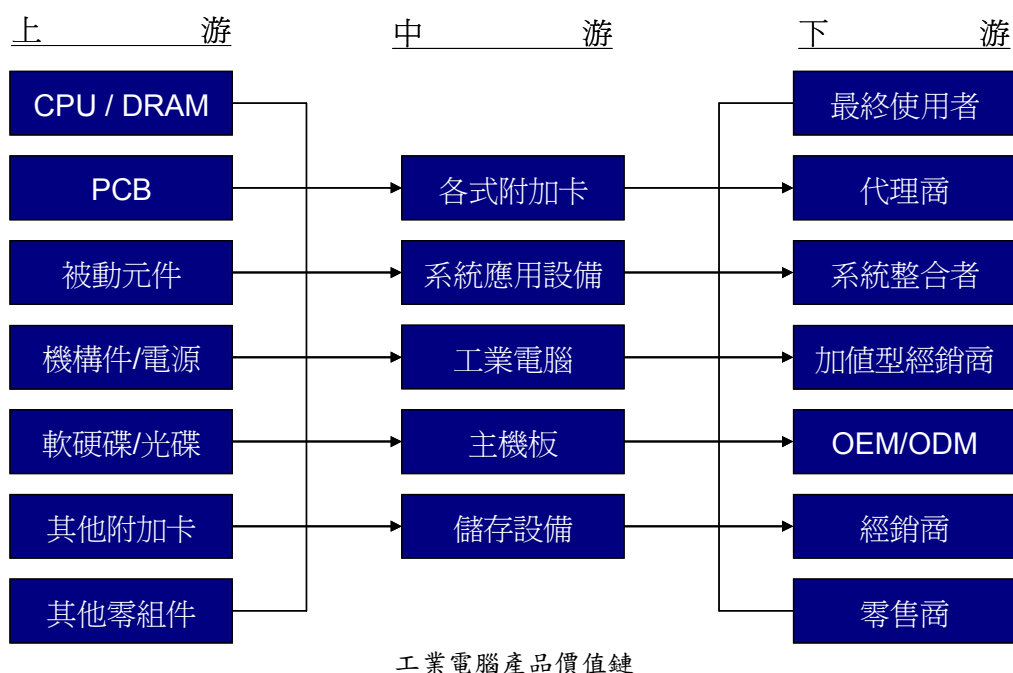 上游
中游
下游
CPU / DRAM
PCB
被動元件
機構件/電源
軟硬碟/光碟
其他附加卡
其他零組件
各式附加卡
系統應用設備
工業電腦
主機板
儲存設備
最終使用者
代理商
系統整合者
加值型經銷商
OEM/ODM
經銷商
零售商
工業電腦產品價值鏈